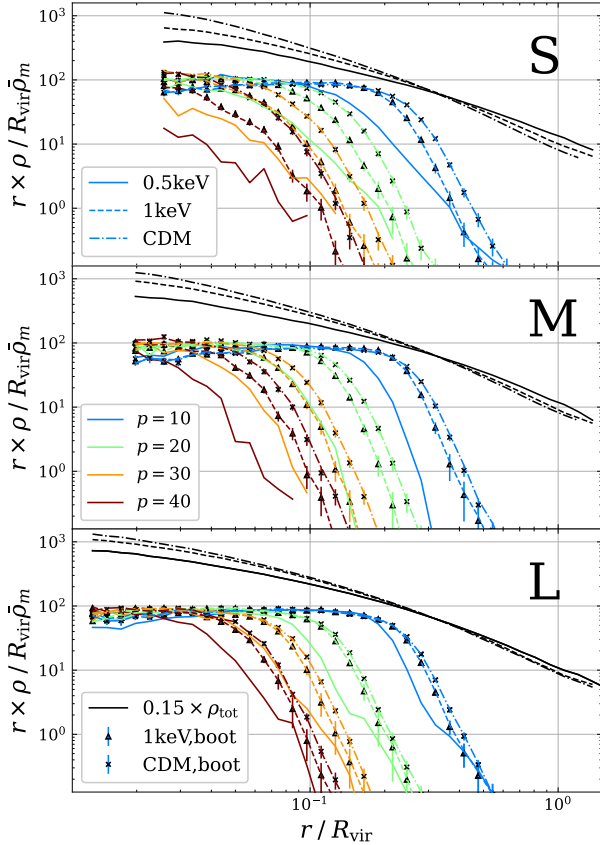 S
10³
10²
10¹
10⁰
r × ρ / R_vir ρ̄_m
0.5keV
1keV
CDM
M
10³
10²
10¹
10⁰
r × ρ / R_vir ρ̄_m
p = 10
p = 20
p = 30
p = 40
L
10³
10²
10¹
10⁰
r × ρ / R_vir ρ̄_m
0.15 × ρ_tot
1keV,boot
CDM,boot
10⁻¹
10⁰
r / R_vir